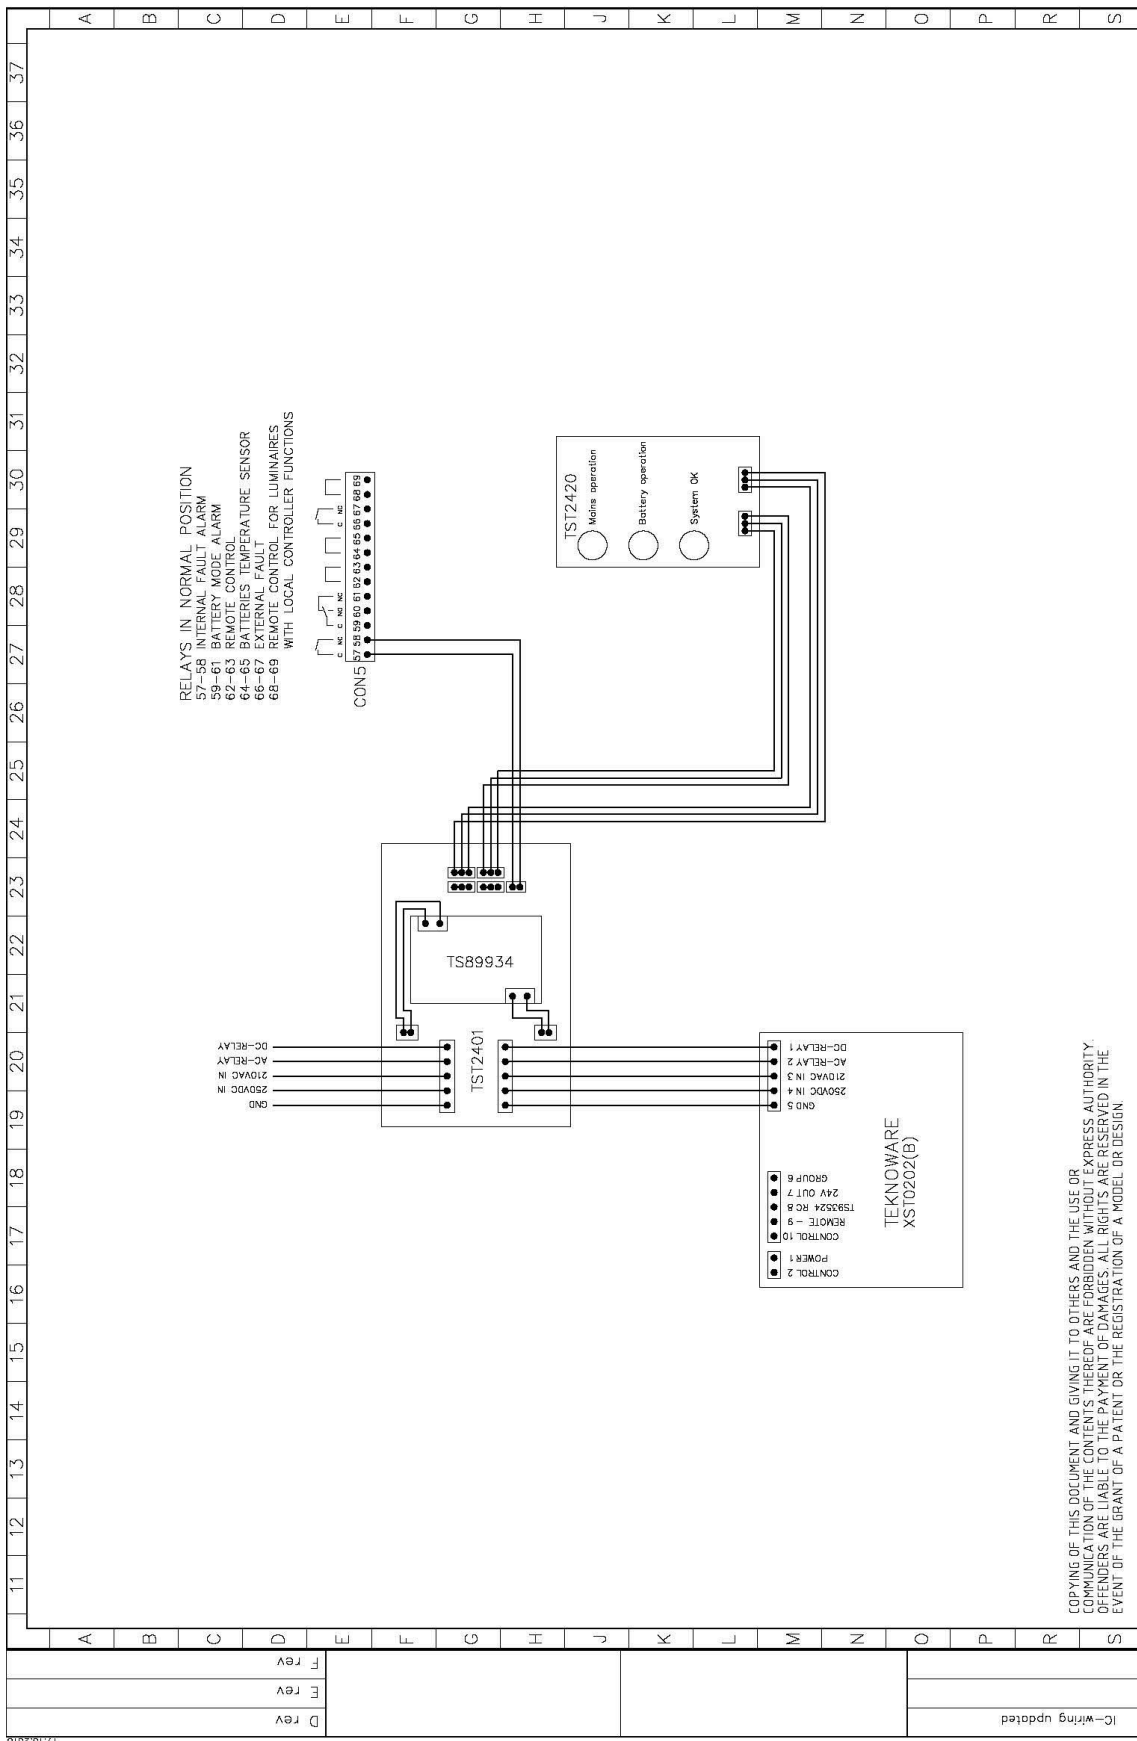 A B C D E F G H J K L M N O P R S
37
36
35
34
33
32
31
30
29
28
27
26
25
24
23
22
21
20
19
18
17
16
15
14
13
12
11
RELAYS IN NORMAL POSITION
57-58 INTERNAL FAULT ALARM
59-61 BATTERY MODE ALARM
62-63 REMOTE CONTROL
64-65 BATTERIES TEMPERATURE SENSOR
66-67 EXTERNAL FAULT
68-69 REMOTE CONTROL FOR LUMINAIRES
WITH LOCAL CONTROLLER FUNCTIONS
C NC C NO NC C NC
CON5 57 58 59 60 61 62 63 64 65 66 67 68 69
TST2420
Mains operation
Battery operation
System OK
TS89934
TST2401
DC-RELAY
AC-RELAY
210VAC IN
250VDC IN
GND
DC-RELAY 1
AC-RELAY 2
210VAC IN 3
250VDC IN 4
GND 5
GROUP 6
24V OUT 7
TS93524 RC 8
REMOTE - 9
CONTROL 10
POWER 1
CONTROL 2
TEKNOWARE
XST0202(B)
COPYING OF THIS DOCUMENT AND GIVING IT TO OTHERS AND THE USE OR
COMMUNICATION OF THE CONTENTS THEREOF ARE FORBIDDEN WITHOUT EXPRESS AUTHORITY.
OFFENDERS ARE LIABLE TO THE PAYMENT OF DAMAGES. ALL RIGHTS ARE RESERVED IN THE
EVENT OF THE GRANT OF A PATENT OR THE REGISTRATION OF A MODEL OR DESIGN.
A B C D E F G H J K L M N O P R S
F rev
E rev
D rev
IC-wiring updated